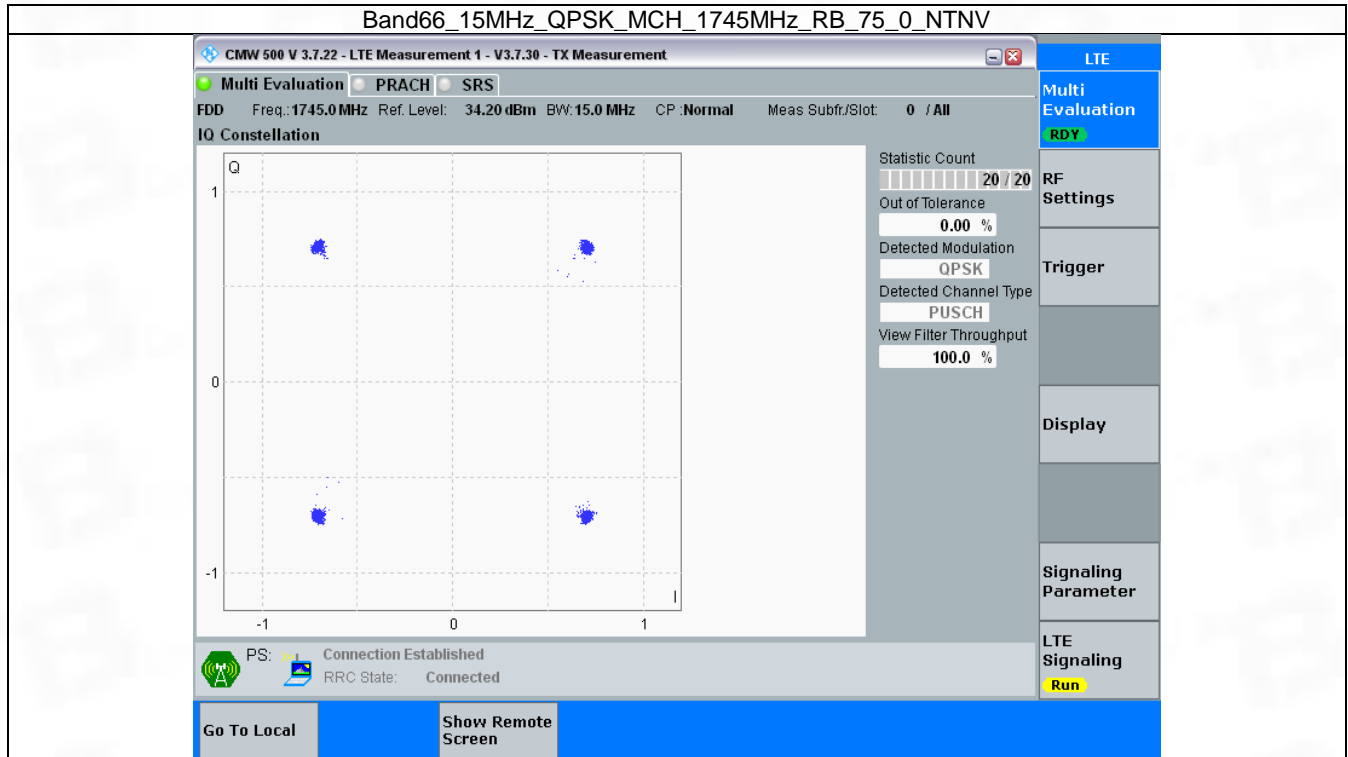 Band66_15MHz_QPSK_MCH_1745MHz_RB_75_0_NTNV
CMW 500 V 3.7.22 - LTE Measurement 1 - V3.7.30 - TX Measurement
Multi Evaluation PRACH SRS
FDD Freq.:1745.0 MHz Ref. Level: 34.20 dBm BW:15.0 MHz CP :Normal Meas Subfr./Slot: 0 / All
IQ Constellation
Q
1
0
-1
I
-1 0 1
Statistic Count
20 / 20
Out of Tolerance
0.00 %
Detected Modulation
QPSK
Detected Channel Type
PUSCH
View Filter Throughput
100.0 %
LTE
Multi
Evaluation
RDY
RF
Settings
Trigger
Display
Signaling
Parameter
LTE
Signaling
Run
PS: Connection Established
RRC State: Connected
Go To Local
Show Remote
Screen